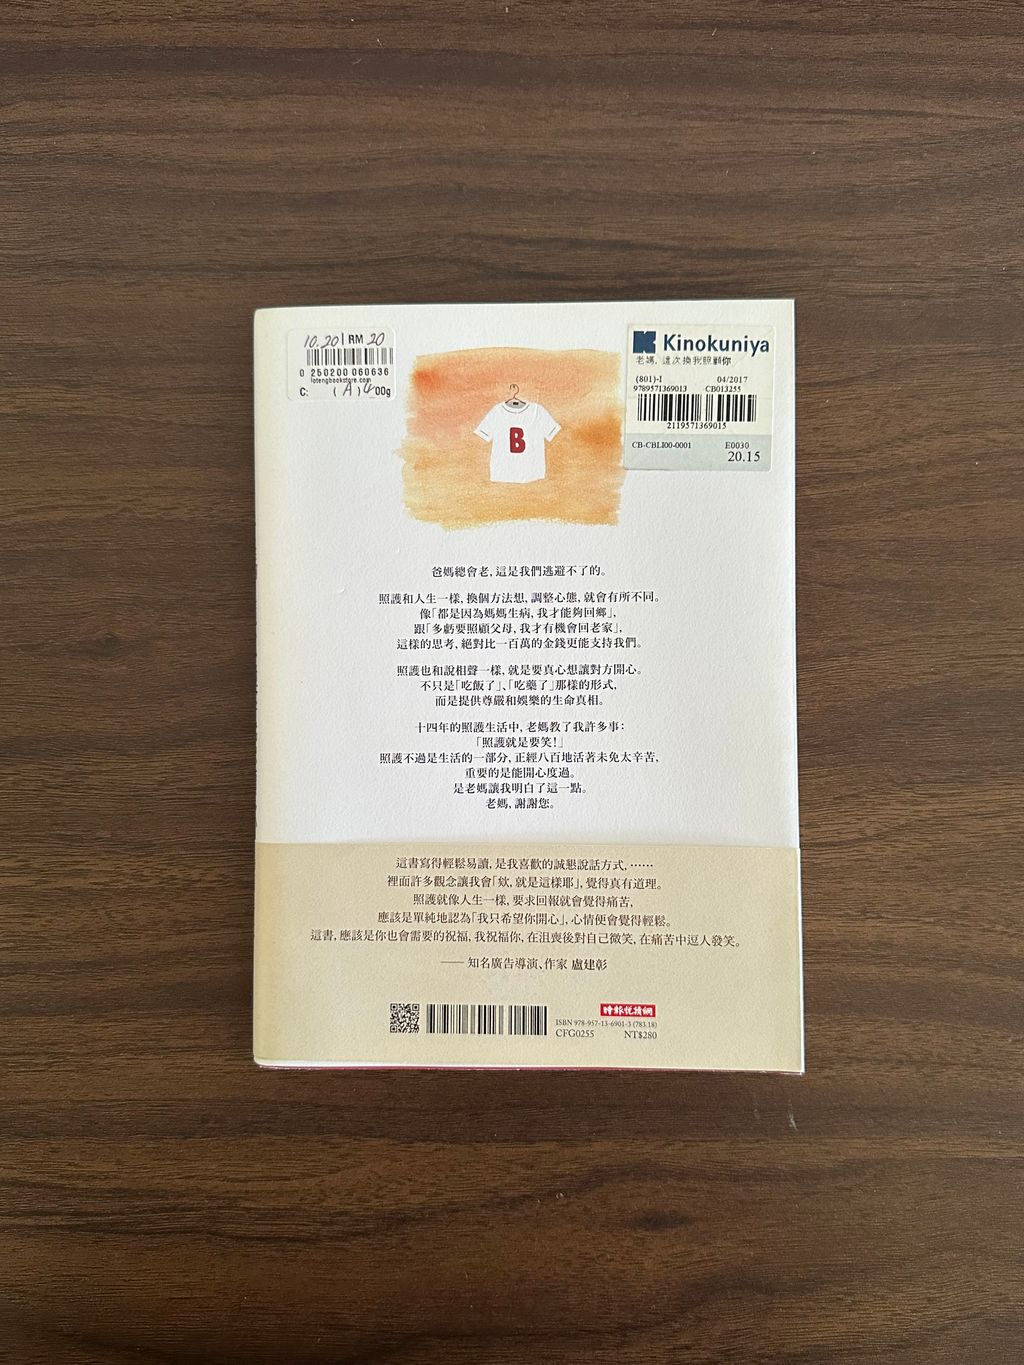 10.20 | RM 20
0 250200 060636
lotengbookstore.com
C: ( A ) 400g
Kinokuniya
老媽, 這次換我照顧你
(801)-I 04/2017
9789571369013 CB013255
2119571369015
CB-CBLI00-0001 E0030
20.15
B
爸媽總會老, 這是我們逃避不了的。
照護和人生一樣, 換個方法想, 調整心態, 就會有所不同。
像「都是因為媽媽生病, 我才能夠回鄉」,
跟「多虧要照顧父母, 我才有機會回老家」,
這樣的思考, 絕對比一百萬的金錢更能支持我們。
照護也和說相聲一樣, 就是要真心想讓對方開心。
不只是「吃飯了」、「吃藥了」那樣的形式,
而是提供尊嚴和娛樂的生命真相。
十四年的照護生活中, 老媽教了我許多事：
「照護就是要笑！」
照護不過是生活的一部分, 正經八百地活著未免太辛苦,
重要的是能開心度過。
是老媽讓我明白了這一點。
老媽, 謝謝您。
這書寫得輕鬆易讀, 是我喜歡的誠懇說話方式, ……
裡面許多觀念讓我會「欸, 就是這樣耶」, 覺得真有道理。
照護就像人生一樣, 要求回報就會覺得痛苦,
應該是單純地認為「我只希望你開心」, 心情便會覺得輕鬆。
這書, 應該是你也會需要的祝福, 我祝福你, 在沮喪後對自己微笑, 在痛苦中逗人發笑。
—— 知名廣告導演、作家 盧建彰
時報悅讀網
ISBN 978-957-13-6901-3 (783.18)
CFG0255 NT$280